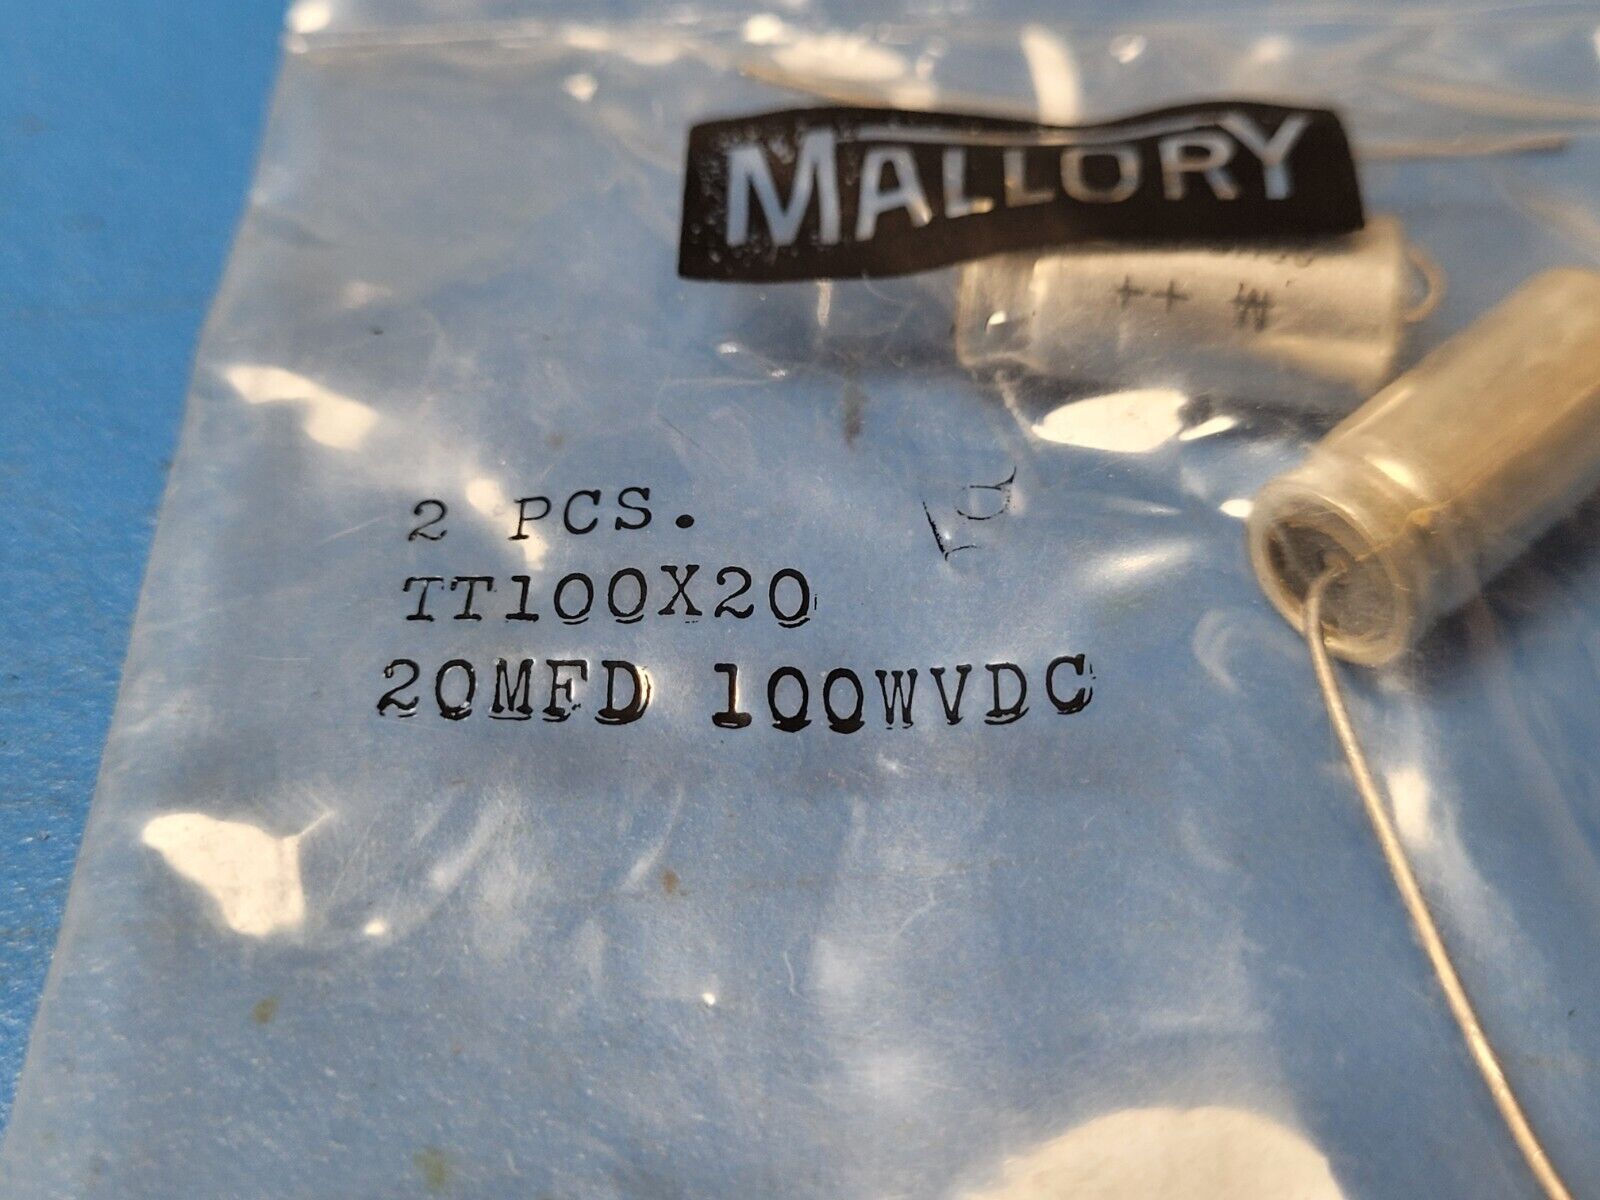 MALLORY
++ W
2 PCS.
TT100X20
20MFD 100WVDC